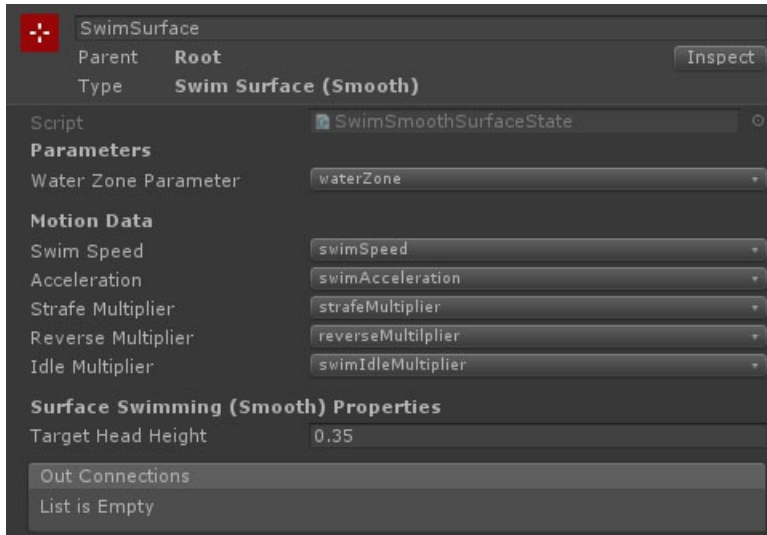 SwimSurface
Parent Root Inspect
Type Swim Surface (Smooth)
Script SwimSmoothSurfaceState
Parameters
Water Zone Parameter waterZone
Motion Data
Swim Speed swimSpeed
Acceleration swimAcceleration
Strafe Multiplier strafeMultiplier
Reverse Multiplier reverseMultilplier
Idle Multiplier swimIdleMultiplier
Surface Swimming (Smooth) Properties
Target Head Height 0.35
Out Connections
List is Empty